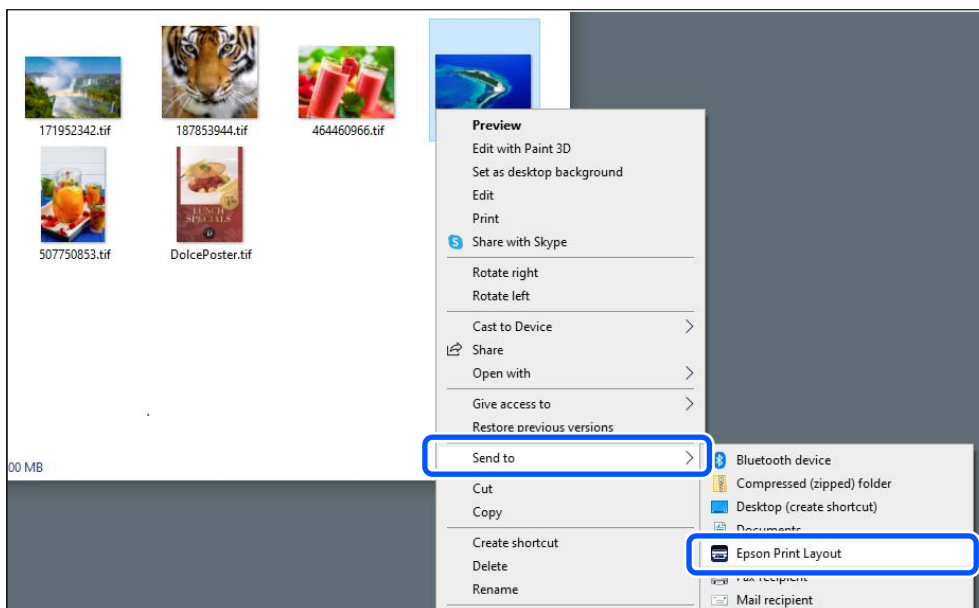 171952342.tif
187853944.tif
464460966.tif
507750853.tif
LUNCH
SPECIALS
DolcePoster.tif
00 MB
Preview
Edit with Paint 3D
Set as desktop background
Edit
Print
Share with Skype
Rotate right
Rotate left
Cast to Device
Share
Open with
Give access to
Restore previous versions
Send to
Cut
Copy
Create shortcut
Delete
Rename
Bluetooth device
Compressed (zipped) folder
Desktop (create shortcut)
Documents
Epson Print Layout
Fax recipient
Mail recipient